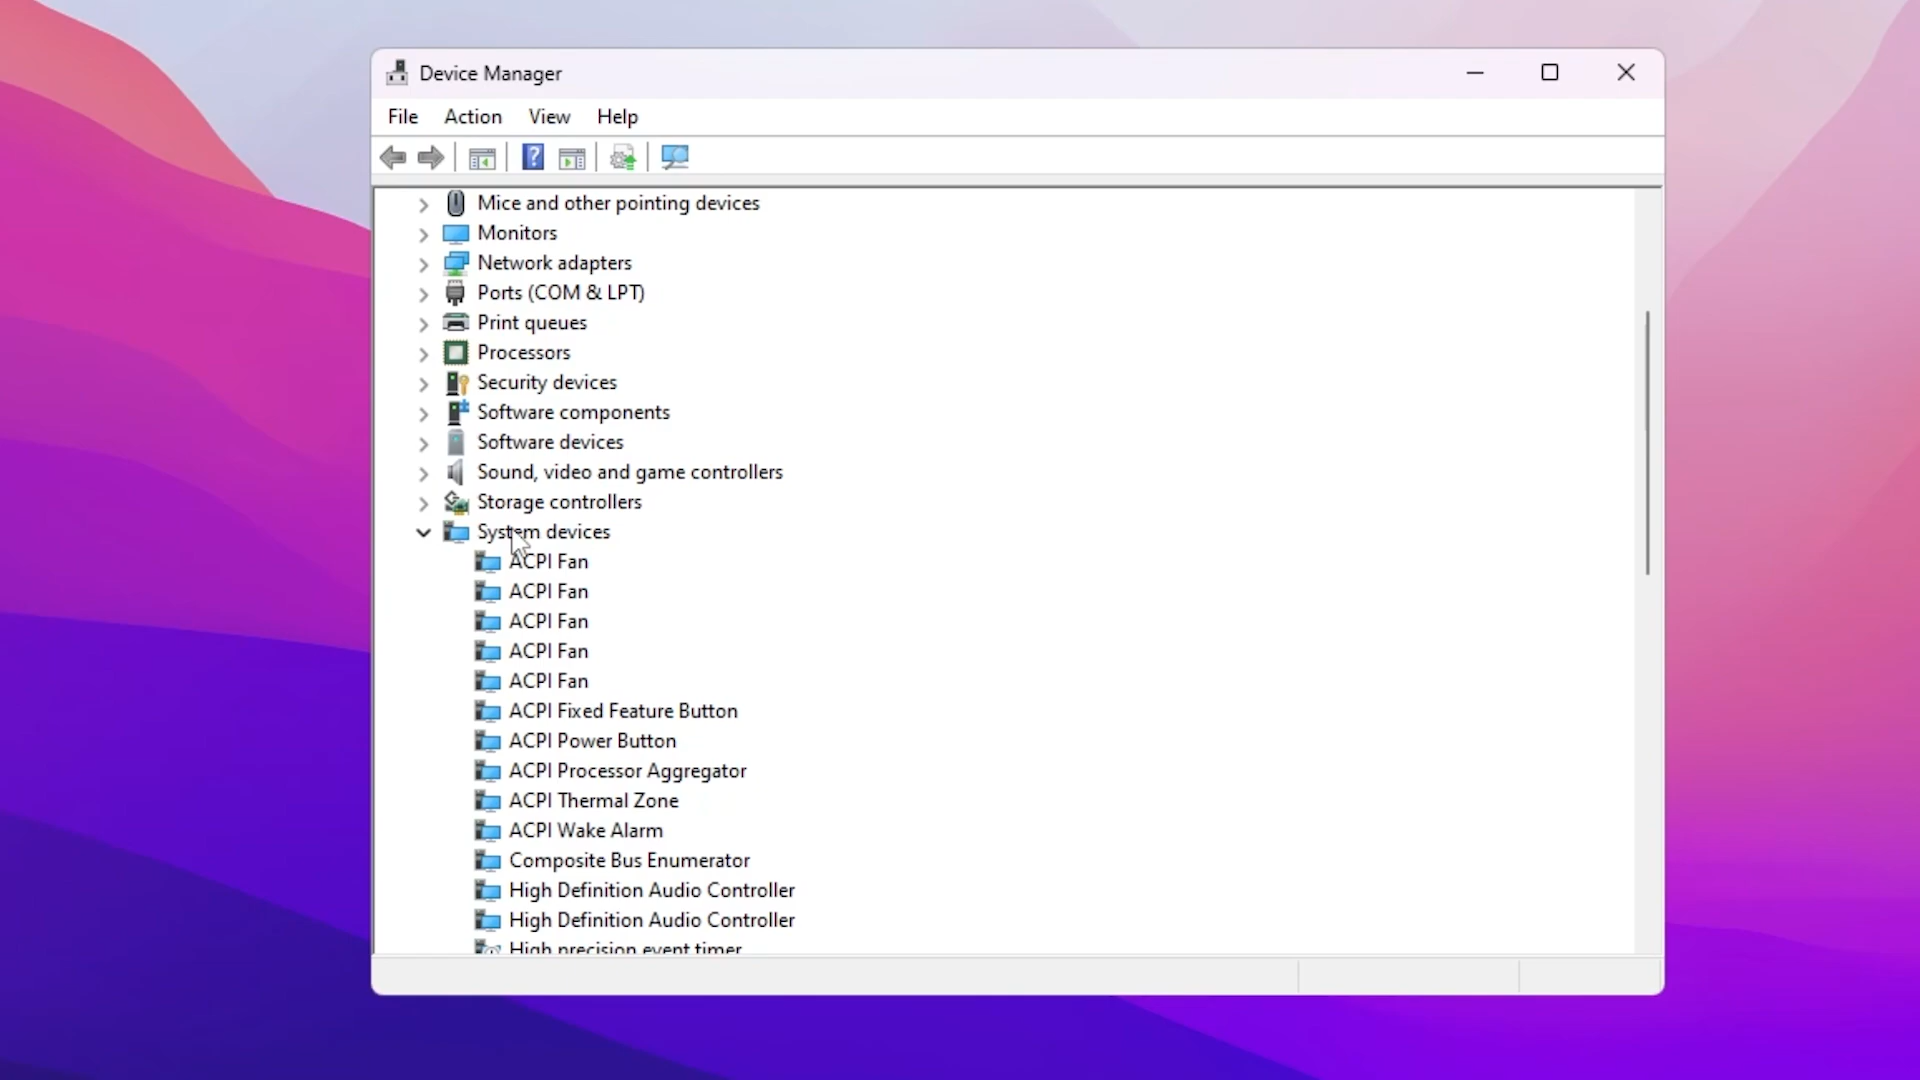 Device Manager
File Action View Help
Mice and other pointing devices
Monitors
Network adapters
Ports (COM & LPT)
Print queues
Processors
Security devices
Software components
Software devices
Sound, video and game controllers
Storage controllers
System devices
ACPI Fan
ACPI Fan
ACPI Fan
ACPI Fan
ACPI Fan
ACPI Fixed Feature Button
ACPI Power Button
ACPI Processor Aggregator
ACPI Thermal Zone
ACPI Wake Alarm
Composite Bus Enumerator
High Definition Audio Controller
High Definition Audio Controller
High precision event timer